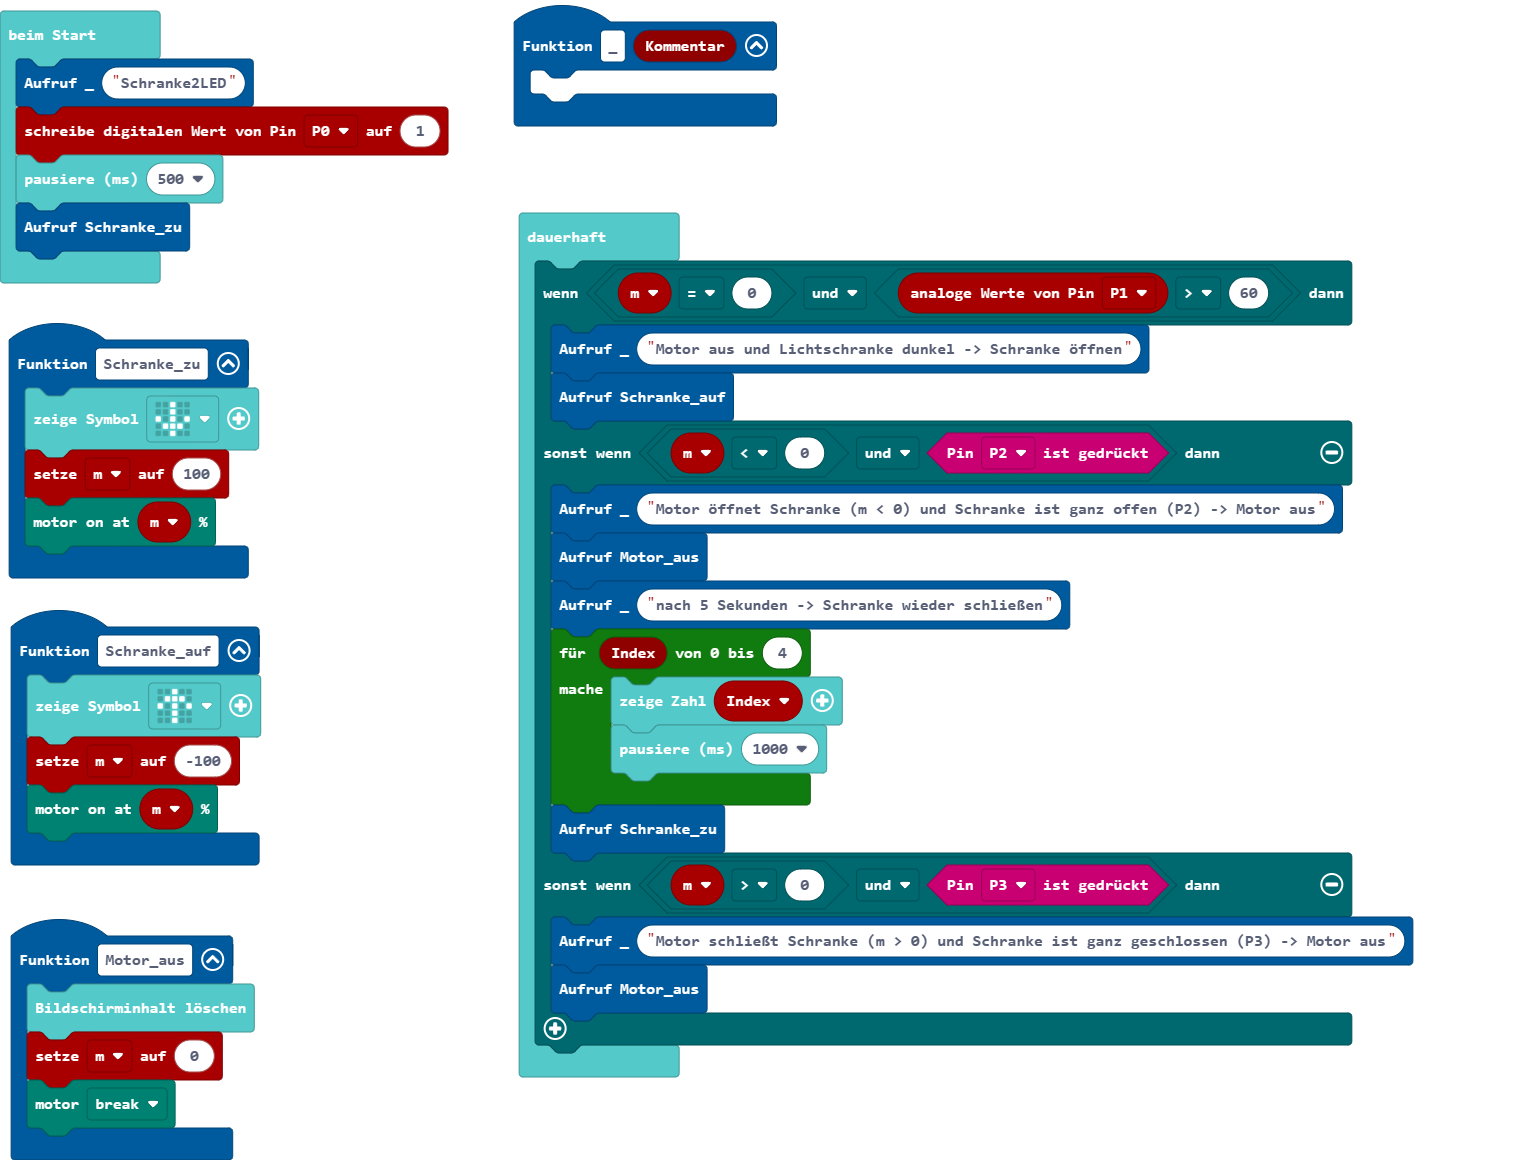 beim Start
Aufruf _ "Schranke2LED"
schreibe digitalen Wert von Pin P0 auf 1
pausiere (ms) 500
Aufruf Schranke_zu
Funktion Schranke_zu
zeige Symbol
setze m auf 100
motor on at m %
Funktion Schranke_auf
zeige Symbol
setze m auf -100
motor on at m %
Funktion Motor_aus
Bildschirminhalt löschen
setze m auf 0
motor break
Funktion _ Kommentar
dauerhaft
wenn m = 0 und analoge Werte von Pin P1 > 60 dann
Aufruf _ "Motor aus und Lichtschranke dunkel -> Schranke öffnen"
Aufruf Schranke_auf
sonst wenn m < 0 und Pin P2 ist gedrückt dann
Aufruf _ "Motor öffnet Schranke (m < 0) und Schranke ist ganz offen (P2) -> Motor aus"
Aufruf Motor_aus
Aufruf _ "nach 5 Sekunden -> Schranke wieder schließen"
für Index von 0 bis 4
mache zeige Zahl Index
pausiere (ms) 1000
Aufruf Schranke_zu
sonst wenn m > 0 und Pin P3 ist gedrückt dann
Aufruf _ "Motor schließt Schranke (m > 0) und Schranke ist ganz geschlossen (P3) -> Motor aus"
Aufruf Motor_aus